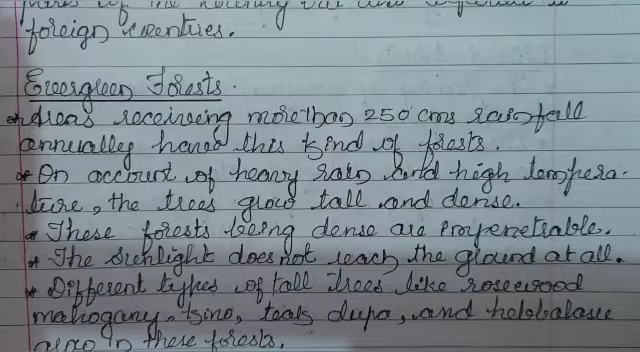 of the
foreign countries.
Evergreen Forests.
* Areas receiving more than 250 cms rainfall
annually have this kind of forests.
* On account of heavy rain and high tempera-
ture, the trees grow tall and dense.
* These forests being dense are impenetrable.
* The sunlight does not reach the ground at all.
* Different types of tall trees like rosewood
mahogany, teak dupa, and
grow in these forests.